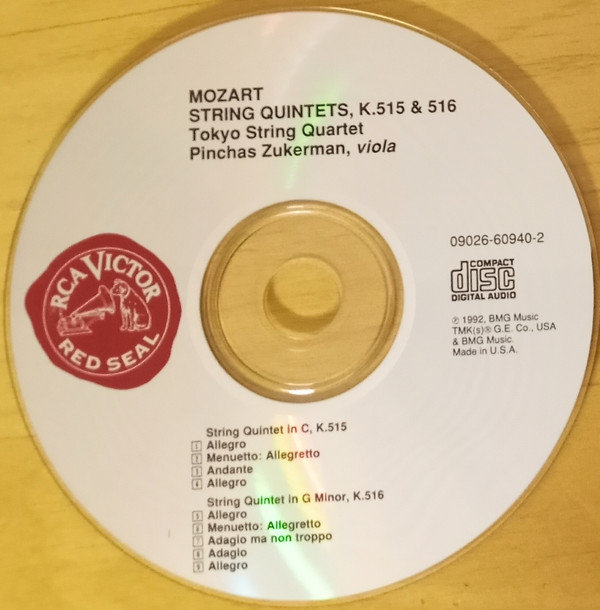 MOZART
STRING QUINTETS, K.515 & 516
Tokyo String Quartet
Pinchas Zukerman, viola
RCA VICTOR
RED SEAL
09026-60940-2
COMPACT
disc
DIGITAL AUDIO
℗ 1992, BMG Music
TMK(s)® G.E. Co., USA
& BMG Music.
Made in U.S.A.
String Quintet in C, K.515
1 Allegro
2 Menuetto: Allegretto
3 Andante
4 Allegro
String Quintet in G Minor, K.516
5 Allegro
6 Menuetto: Allegretto
7 Adagio ma non troppo
8 Adagio
9 Allegro